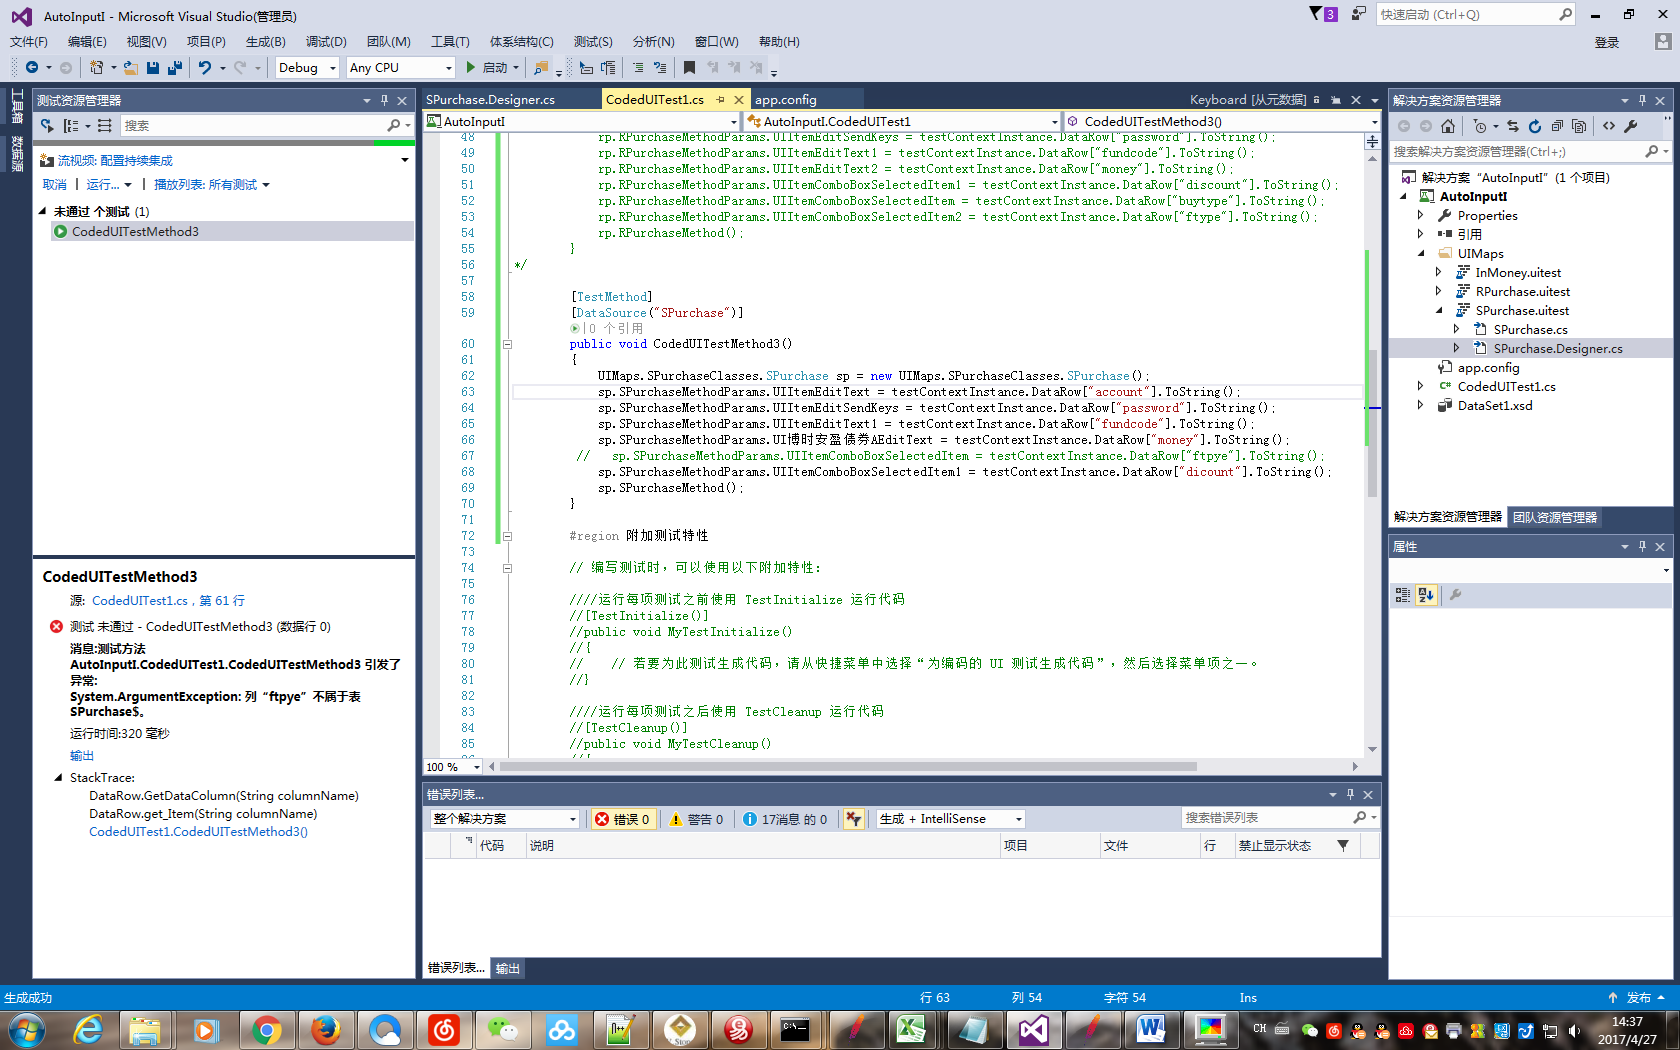 AutoInputI - Microsoft Visual Studio(管理员)
3
快速启动 (Ctrl+Q)
文件(F) 编辑(E) 视图(V) 项目(P) 生成(B) 调试(D) 团队(M) 工具(T) 体系结构(C) 测试(S) 分析(N) 窗口(W) 帮助(H)
登录
Debug Any CPU 启动
工具箱
数据源
测试资源管理器
搜索
流视频: 配置持续集成
取消 | 运行... | 播放列表: 所有测试
未通过 个测试 (1)
CodedUITestMethod3
CodedUITestMethod3
源: CodedUITest1.cs，第 61 行
测试 未通过 - CodedUITestMethod3 (数据行 0)
消息:测试方法
AutoInputI.CodedUITest1.CodedUITestMethod3 引发了
异常:
System.ArgumentException: 列“ftpye”不属于表
SPurchase$。
运行时间:320 毫秒
输出
StackTrace:
DataRow.GetDataColumn(String columnName)
DataRow.get_Item(String columnName)
CodedUITest1.CodedUITestMethod3()
SPurchase.Designer.cs CodedUITest1.cs app.config Keyboard [从元数据]
AutoInputI AutoInputI.CodedUITest1 CodedUITestMethod3()
48 rp.RPurchaseMethodParams.UIItemEditSendKeys = testContextInstance.DataRow["password"].ToString();
49 rp.RPurchaseMethodParams.UIItemEditText1 = testContextInstance.DataRow["fundcode"].ToString();
50 rp.RPurchaseMethodParams.UIItemEditText2 = testContextInstance.DataRow["money"].ToString();
51 rp.RPurchaseMethodParams.UIItemComboBoxSelectedItem1 = testContextInstance.DataRow["discount"].ToString();
52 rp.RPurchaseMethodParams.UIItemComboBoxSelectedItem = testContextInstance.DataRow["buytype"].ToString();
53 rp.RPurchaseMethodParams.UIItemComboBoxSelectedItem2 = testContextInstance.DataRow["ftype"].ToString();
54 rp.RPurchaseMethod();
55 }
56 */
57
58 [TestMethod]
59 [DataSource("SPurchase")]
|0 个引用
60 public void CodedUITestMethod3()
61 {
62 UIMaps.SPurchaseClasses.SPurchase sp = new UIMaps.SPurchaseClasses.SPurchase();
63 sp.SPurchaseMethodParams.UIItemEditText = testContextInstance.DataRow["account"].ToString();
64 sp.SPurchaseMethodParams.UIItemEditSendKeys = testContextInstance.DataRow["password"].ToString();
65 sp.SPurchaseMethodParams.UIItemEditText1 = testContextInstance.DataRow["fundcode"].ToString();
66 sp.SPurchaseMethodParams.UI博时安盈债券AEditText = testContextInstance.DataRow["money"].ToString();
67 // sp.SPurchaseMethodParams.UIItemComboBoxSelectedItem = testContextInstance.DataRow["ftpye"].ToString();
68 sp.SPurchaseMethodParams.UIItemComboBoxSelectedItem1 = testContextInstance.DataRow["dicount"].ToString();
69 sp.SPurchaseMethod();
70 }
71
72 #region 附加测试特性
73
74 // 编写测试时，可以使用以下附加特性:
75
76 ////运行每项测试之前使用 TestInitialize 运行代码
77 //[TestInitialize()]
78 //public void MyTestInitialize()
79 //{
80 // // 若要为此测试生成代码，请从快捷菜单中选择“为编码的 UI 测试生成代码”，然后选择菜单项之一。
81 //}
82
83 ////运行每项测试之后使用 TestCleanup 运行代码
84 //[TestCleanup()]
85 //public void MyTestCleanup()
100 %
错误列表...
整个解决方案 错误 0 警告 0 17消息 的 0 生成 + IntelliSense 搜索错误列表
代码 说明 项目 文件 行 禁止显示状态
错误列表... 输出
解决方案资源管理器
搜索解决方案资源管理器(Ctrl+;)
解决方案“AutoInputI”(1 个项目)
AutoInputI
Properties
引用
UIMaps
InMoney.uitest
RPurchase.uitest
SPurchase.uitest
SPurchase.cs
SPurchase.Designer.cs
app.config
CodedUITest1.cs
DataSet1.xsd
解决方案资源管理器 团队资源管理器
属性
生成成功 行 63 列 54 字符 54 Ins 发布
CH 14:37
2017/4/27